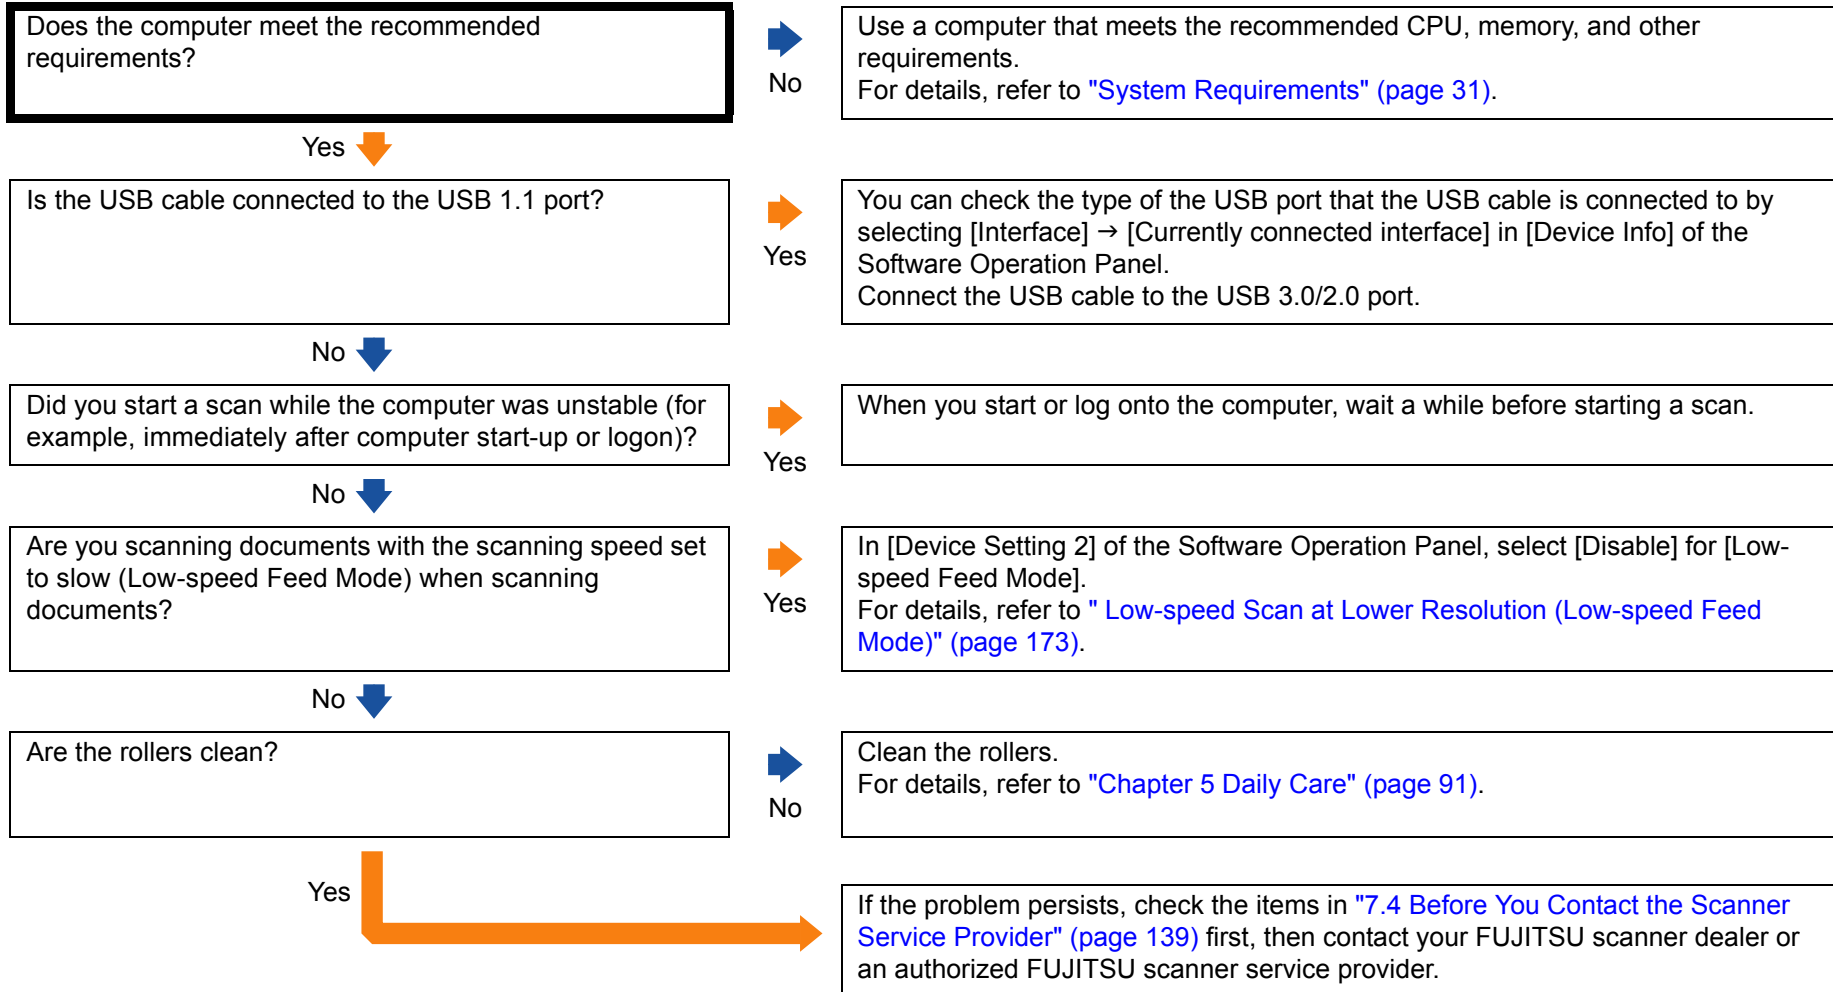 Does the computer meet the recommended
requirements?
No
Use a computer that meets the recommended CPU, memory, and other
requirements.
For details, refer to "System Requirements" (page 31).
Yes
Is the USB cable connected to the USB 1.1 port?
Yes
You can check the type of the USB port that the USB cable is connected to by
selecting [Interface] → [Currently connected interface] in [Device Info] of the
Software Operation Panel.
Connect the USB cable to the USB 3.0/2.0 port.
No
Did you start a scan while the computer was unstable (for
example, immediately after computer start-up or logon)?
Yes
When you start or log onto the computer, wait a while before starting a scan.
No
Are you scanning documents with the scanning speed set
to slow (Low-speed Feed Mode) when scanning
documents?
Yes
In [Device Setting 2] of the Software Operation Panel, select [Disable] for [Low-
speed Feed Mode].
For details, refer to " Low-speed Scan at Lower Resolution (Low-speed Feed
Mode)" (page 173).
No
Are the rollers clean?
No
Clean the rollers.
For details, refer to "Chapter 5 Daily Care" (page 91).
Yes
If the problem persists, check the items in "7.4 Before You Contact the Scanner
Service Provider" (page 139) first, then contact your FUJITSU scanner dealer or
an authorized FUJITSU scanner service provider.